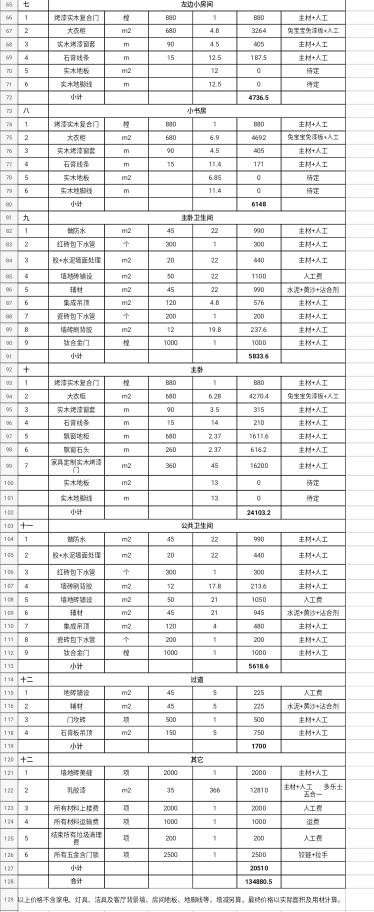 65 七 左边小房间
66 1 烤漆实木复合门 樘 880 1 880 主材+人工
67 2 大衣柜 m2 680 4.8 3264 兔宝宝免漆板+人工
68 3 实木烤漆窗套 m 90 4.5 405 主材+人工
69 4 石膏线条 m 15 12.5 187.5 主材+人工
70 5 实木地板 m2 12 0 待定
71 6 实木地脚线 m 12.5 0 待定
72 小计 4736.5
73 八 小书房
74 1 烤漆实木复合门 樘 880 1 880 主材+人工
75 2 大衣柜 m2 680 6.9 4692 兔宝宝免漆板+人工
76 3 实木烤漆窗套 m 90 4.5 405 主材+人工
77 4 石膏线条 m 15 11.4 171 主材+人工
78 5 实木地板 m2 6.85 0 待定
79 6 实木地脚线 m 11.4 0 待定
80 小计 6148
81 九 主卧卫生间
82 1 做防水 m2 45 22 990 主材+人工
83 2 红砖包下水管 个 300 1 300 主材+人工
84 3 胶+水泥墙面处理 m2 20 22 440 主材+人工
85 4 墙地砖铺设 m2 50 22 1100 人工费
86 5 辅材 m2 45 22 990 水泥+黄沙+沾合剂
87 6 集成吊顶 m2 120 4.8 576 主材+人工
88 7 瓷砖包下水管 个 200 1 200 主材+人工
89 8 墙砖刷背胶 m2 12 19.8 237.6 主材+人工
90 9 钛合金门 樘 1000 1 1000 主材+人工
91 小计 5833.6
92 十 主卧
93 1 烤漆实木复合门 樘 880 1 880 主材+人工
94 2 大衣柜 m2 680 6.28 4270.4 兔宝宝免漆板+人工
95 3 实木烤漆窗套 m 90 3.5 315 主材+人工
96 4 石膏线条 m 15 14 210 主材+人工
97 5 飘窗地柜 m 680 2.37 1611.6 主材+人工
98 6 飘窗石头 m 260 2.37 616.2 主材+人工
99 7 家具定制实木烤漆门 m2 360 45 16200 主材+人工
100 实木地板 m2 13 0 待定
101 实木地脚线 m 13 0 待定
102 小计 24103.2
103 十一 公共卫生间
104 1 做防水 m2 45 22 990 主材+人工
105 2 胶+水泥墙面处理 m2 20 22 440 主材+人工
106 3 红砖包下水管 个 300 1 300 主材+人工
107 4 墙砖刷背胶 m2 12 17.8 213.6 主材+人工
108 5 墙地砖铺设 m2 50 21 1050 人工费
109 6 辅材 m2 45 21 945 水泥+黄沙+沾合剂
110 7 集成吊顶 m2 120 4 480 主材+人工
111 8 瓷砖包下水管 个 200 1 200 主材+人工
112 9 钛合金门 樘 1000 1 1000 主材+人工
113 小计 5618.6
114 十二 过道
115 1 地砖铺设 m2 45 5 225 人工费
116 2 辅材 m2 45 5 225 水泥+黄沙+沾合剂
117 3 门坎砖 项 500 1 500 主材+人工
118 4 石膏板吊顶 m2 150 5 750 主材+人工
119 小计 1700
120 十二 其它
121 1 墙地砖美缝 项 2000 1 2000 主材+人工
122 2 乳胶漆 m2 35 366 12810 主材+人工 多乐士五合一
123 3 所有材料上楼费 项 2000 1 2000 人工费
124 4 所有材料运输费 项 1000 1 1000 运费
125 5 结束所有垃圾清理费 项 200 1 200 人工费
126 6 所有五金含门锁 项 2500 1 2500 铰链+拉手
127 小计 20510
128 合计 134880.5
129 以上价格不含家电、灯具、洁具及客厅背景墙、房间地板、地脚线等，增减另算，最终价格以实际面积及用材计算。